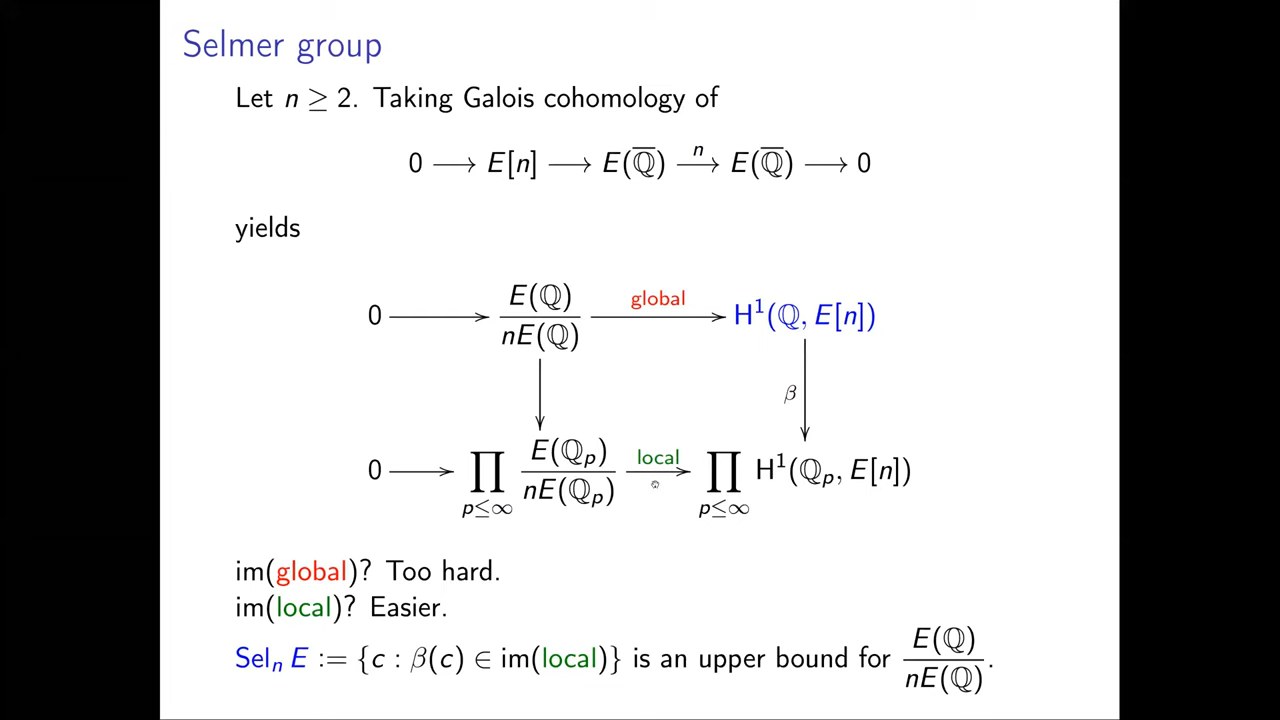 Selmer group
Let n ≥ 2. Taking Galois cohomology of
0 ⟶ E[n] ⟶ E(ℚ̅) —n→ E(ℚ̅) ⟶ 0
yields
0 ⟶ E(ℚ)/nE(ℚ) —global→ H¹(ℚ, E[n])
β
0 ⟶ ∏_{p≤∞} E(ℚ_p)/nE(ℚ_p) —local→ ∏_{p≤∞} H¹(ℚ_p, E[n])
im(global)? Too hard.
im(local)? Easier.
Sel_n E := {c : β(c) ∈ im(local)} is an upper bound for E(ℚ)/nE(ℚ).